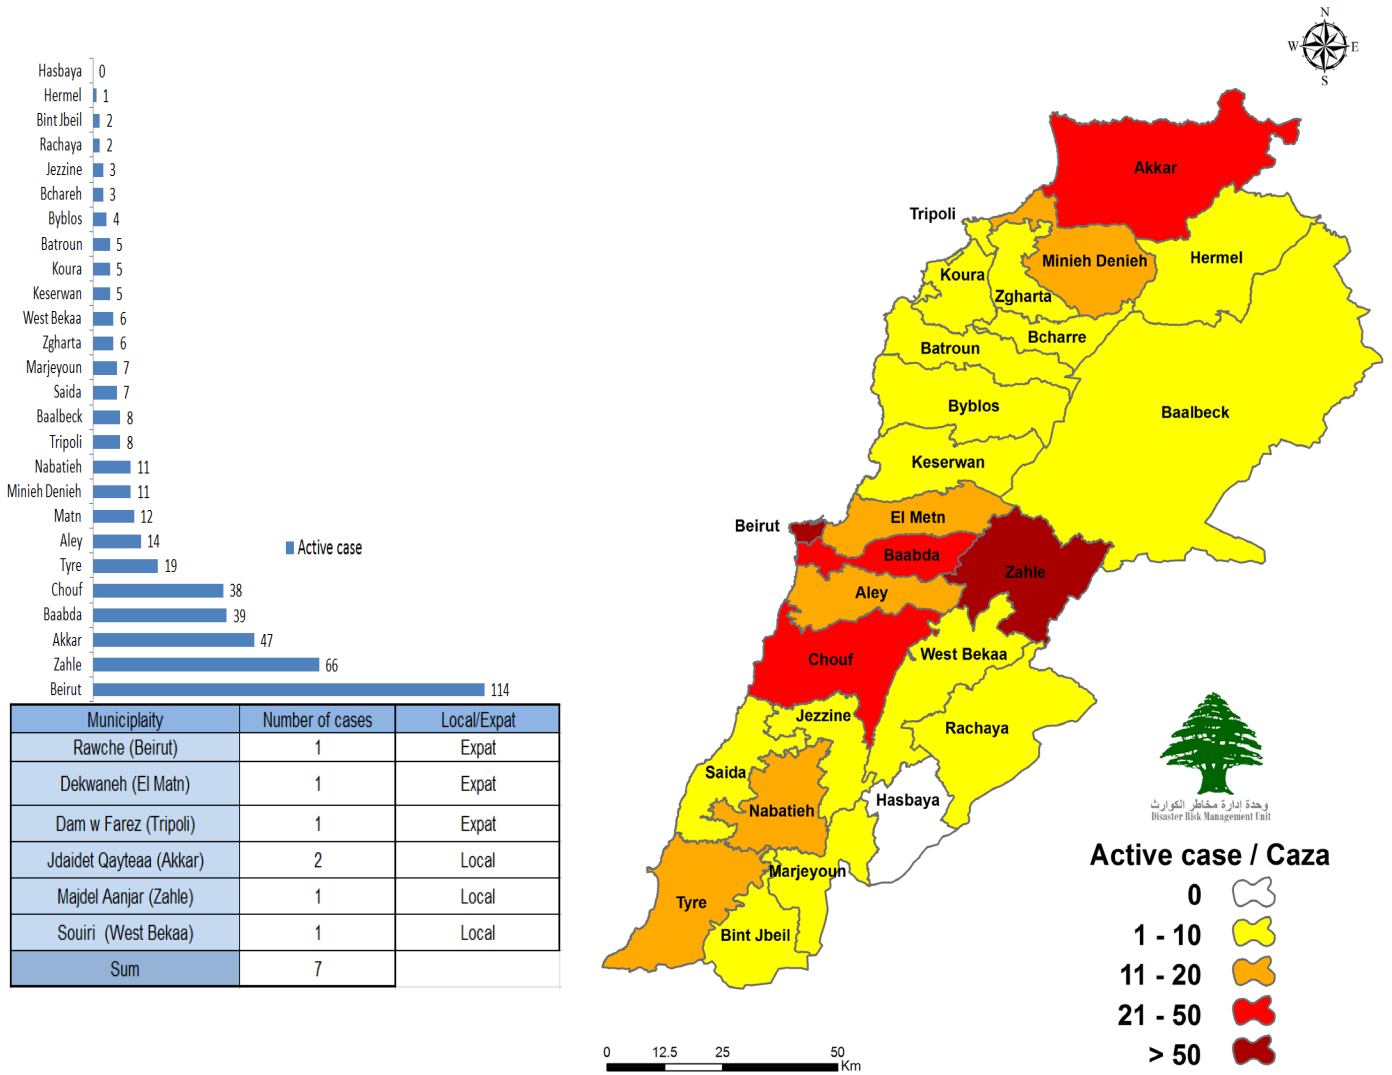 Hasbaya 0
Hermel 1
Bint Jbeil 2
Rachaya 2
Jezzine 3
Bchareh 3
Byblos 4
Batroun 5
Koura 5
Keserwan 5
West Bekaa 6
Zgharta 6
Marjeyoun 7
Saida 7
Baalbeck 8
Tripoli 8
Nabatieh 11
Minieh Denieh 11
Matn 12
Aley 14
Tyre 19
Chouf 38
Baabda 39
Akkar 47
Zahle 66
Beirut 114
Active case
Municiplaity Number of cases Local/Expat
Rawche (Beirut) 1 Expat
Dekwaneh (El Matn) 1 Expat
Dam w Farez (Tripoli) 1 Expat
Jdaidet Qayteaa (Akkar) 2 Local
Majdel Aanjar (Zahle) 1 Local
Souiri (West Bekaa) 1 Local
Sum 7
N
W E
S
Akkar
Tripoli
Minieh Denieh
Hermel
Koura
Zgharta
Bcharre
Batroun
Byblos
Baalbeck
Keserwan
El Metn
Beirut
Baabda
Zahle
Aley
West Bekaa
Chouf
Jezzine
Rachaya
Saida
Hasbaya
Nabatieh
Marjeyoun
Tyre
Bint Jbeil
وحدة إدارة مخاطر الكوارث
Disaster Risk Management Unit
Active case / Caza
0
1 - 10
11 - 20
21 - 50
> 50
0 12.5 25 50
Km